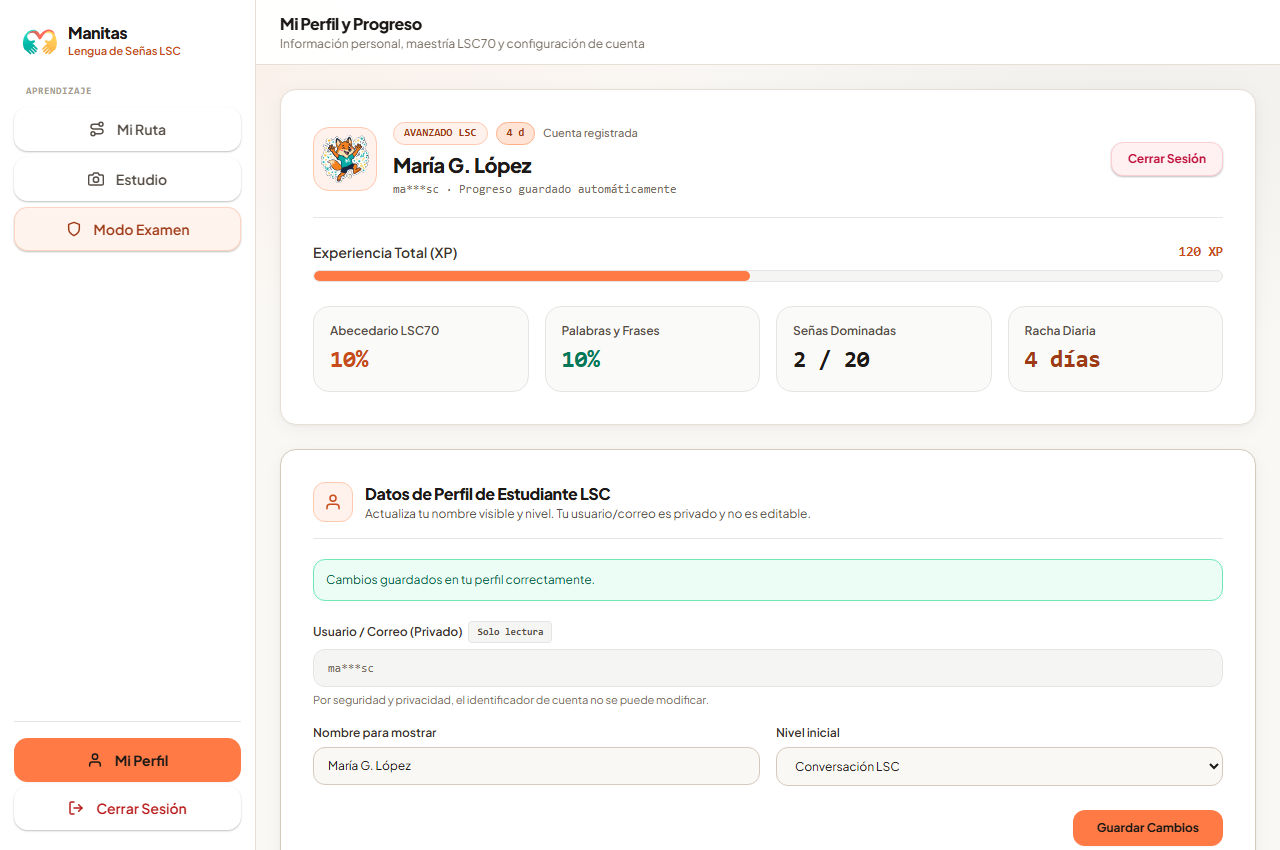 Manitas
Lengua de Señas LSC
APRENDIZAJE
Mi Ruta
Estudio
Modo Examen
Mi Perfil
Cerrar Sesión
Mi Perfil y Progreso
Información personal, maestría LSC70 y configuración de cuenta
AVANZADO LSC
4 d
Cuenta registrada
María G. López
ma***sc · Progreso guardado automáticamente
Cerrar Sesión
Experiencia Total (XP)
120 XP
Abecedario LSC70
10%
Palabras y Frases
10%
Señas Dominadas
2 / 20
Racha Diaria
4 días
Datos de Perfil de Estudiante LSC
Actualiza tu nombre visible y nivel. Tu usuario/correo es privado y no es editable.
Cambios guardados en tu perfil correctamente.
Usuario / Correo (Privado)
Solo lectura
ma***sc
Por seguridad y privacidad, el identificador de cuenta no se puede modificar.
Nombre para mostrar
María G. López
Nivel inicial
Conversación LSC
Guardar Cambios